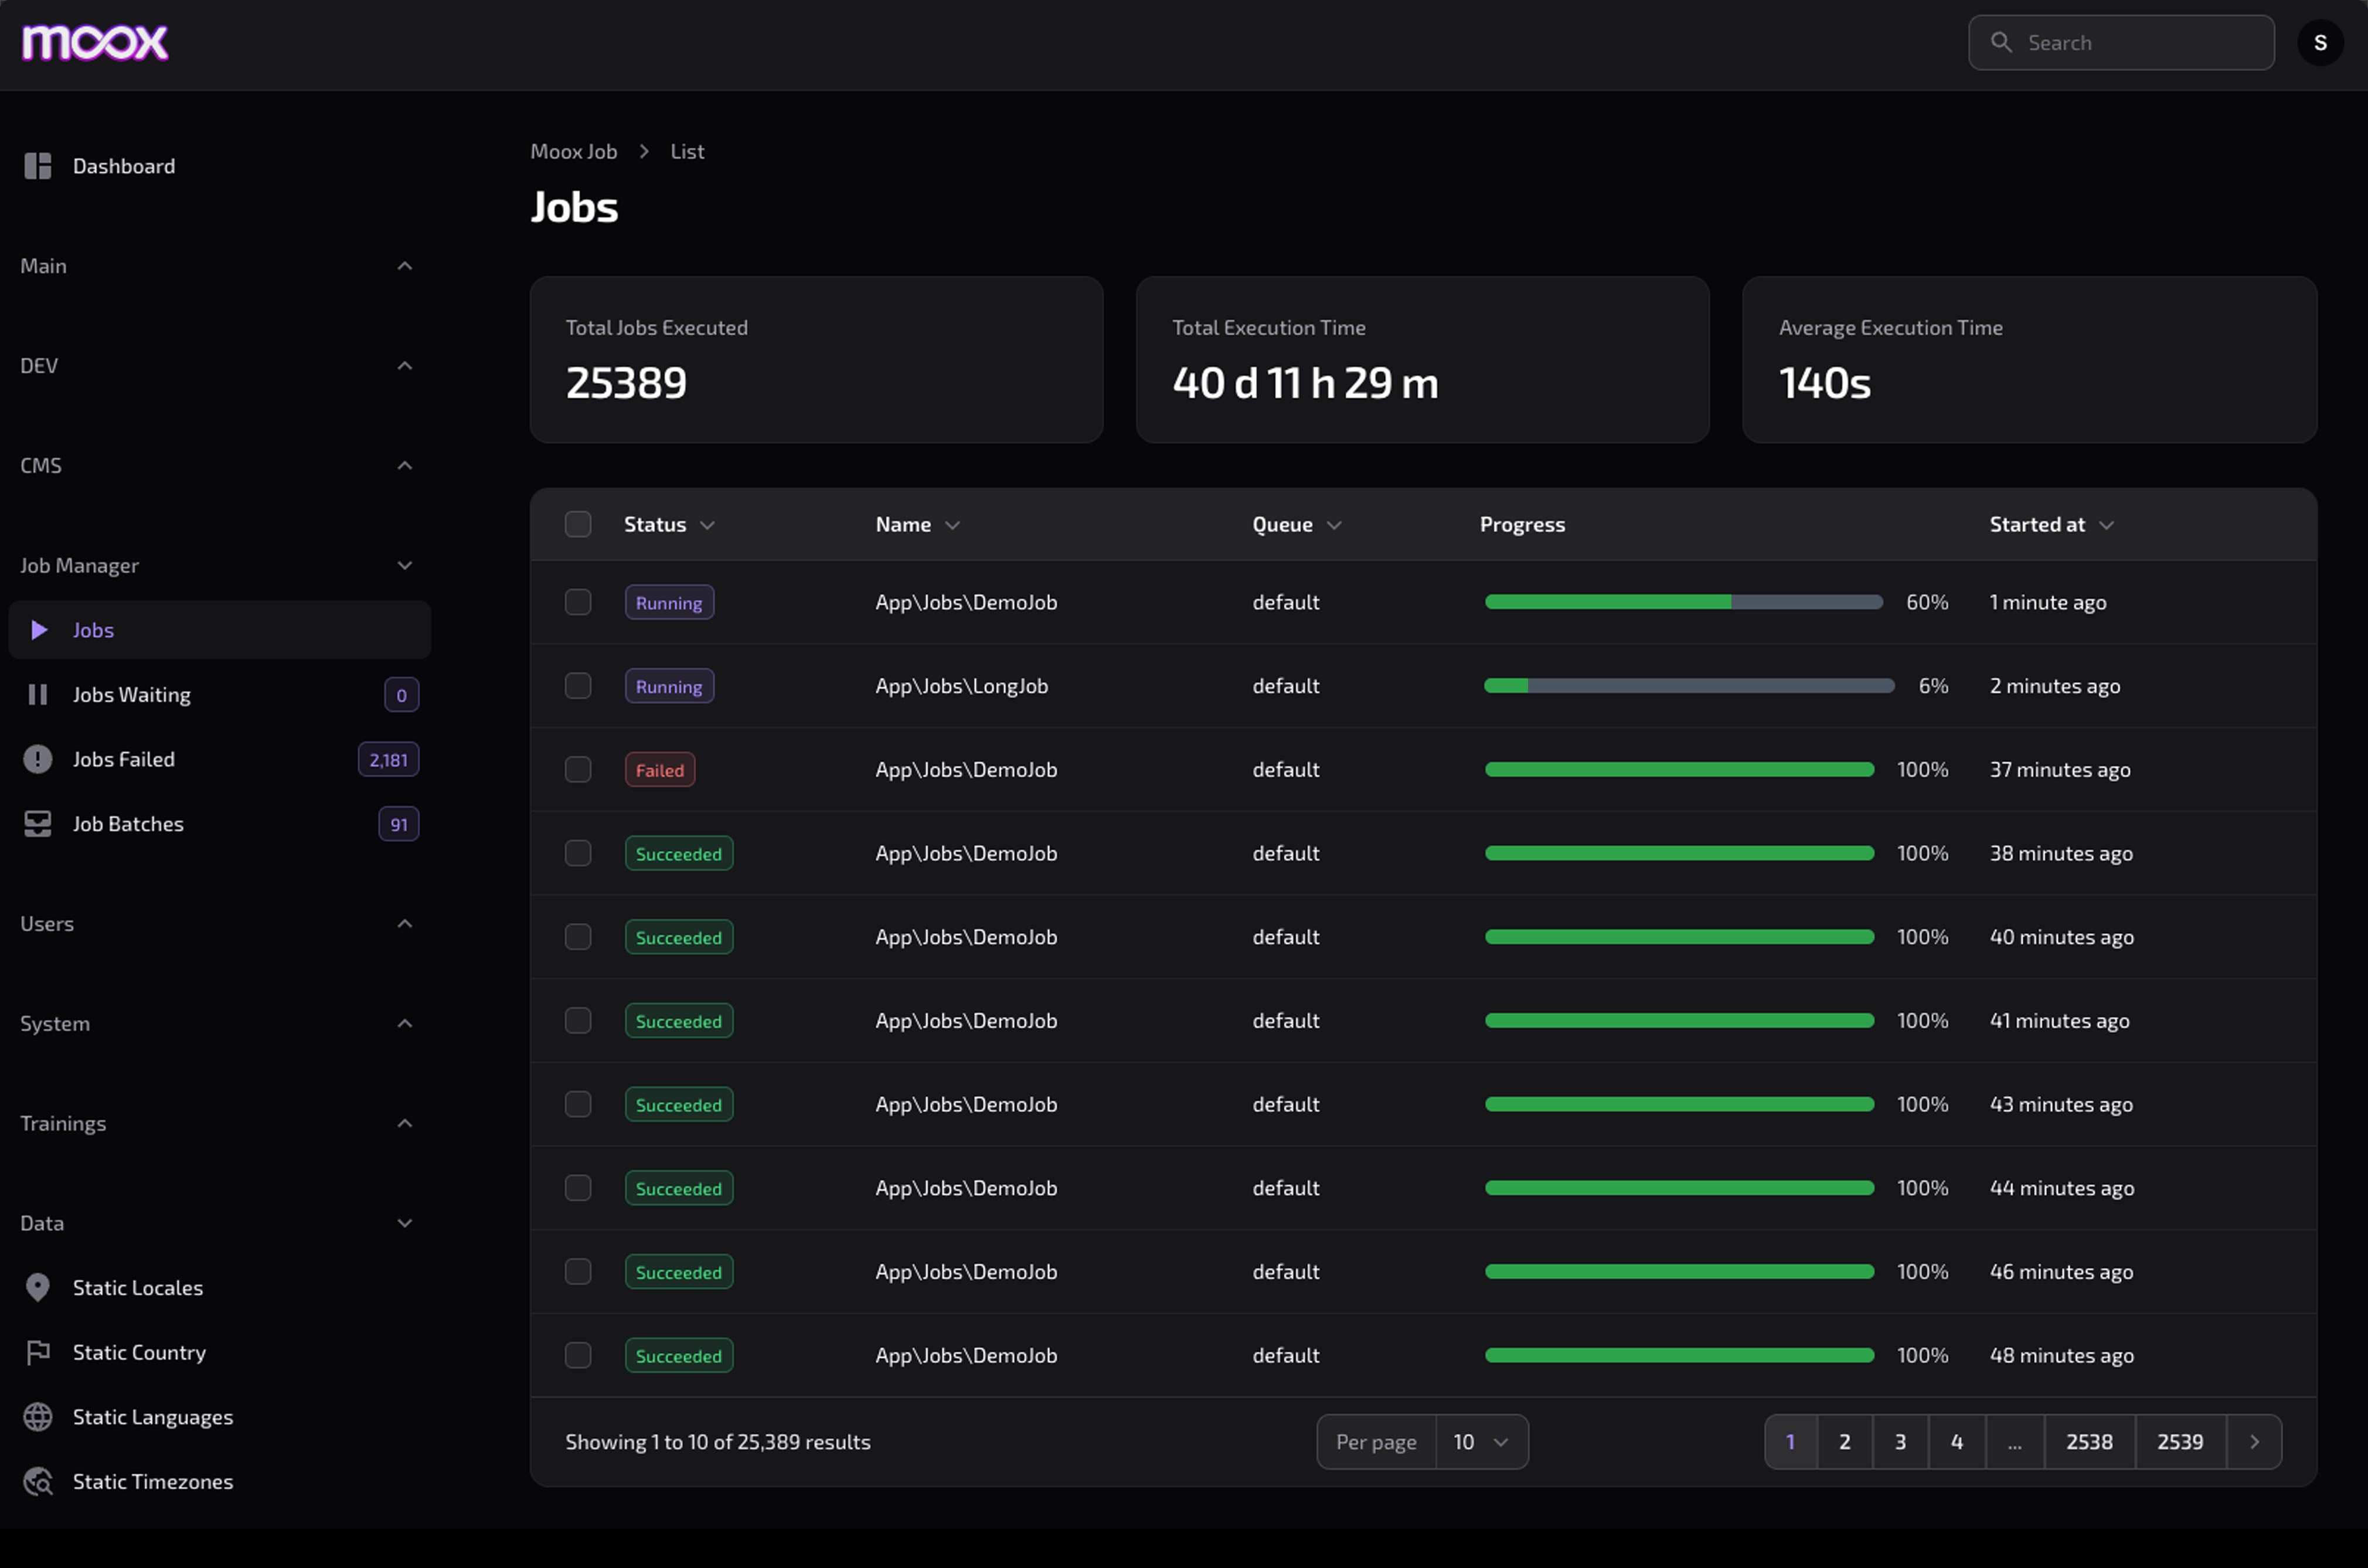 moox
Search
S
Dashboard
Main
DEV
CMS
Job Manager
Jobs
Jobs Waiting 0
Jobs Failed 2,181
Job Batches 91
Users
System
Trainings
Data
Static Locales
Static Country
Static Languages
Static Timezones
Moox Job > List
Jobs
Total Jobs Executed
25389
Total Execution Time
40 d 11 h 29 m
Average Execution Time
140s
Status Name Queue Progress Started at
Running App\Jobs\DemoJob default 60% 1 minute ago
Running App\Jobs\LongJob default 6% 2 minutes ago
Failed App\Jobs\DemoJob default 100% 37 minutes ago
Succeeded App\Jobs\DemoJob default 100% 38 minutes ago
Succeeded App\Jobs\DemoJob default 100% 40 minutes ago
Succeeded App\Jobs\DemoJob default 100% 41 minutes ago
Succeeded App\Jobs\DemoJob default 100% 43 minutes ago
Succeeded App\Jobs\DemoJob default 100% 44 minutes ago
Succeeded App\Jobs\DemoJob default 100% 46 minutes ago
Succeeded App\Jobs\DemoJob default 100% 48 minutes ago
Showing 1 to 10 of 25,389 results Per page 10 1 2 3 4 ... 2538 2539